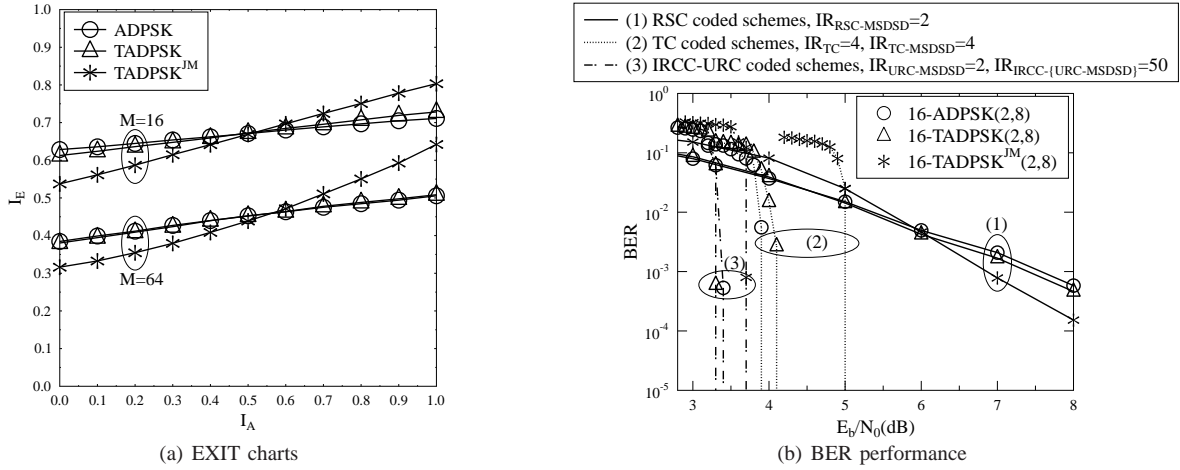 1.0
0.9
0.8
0.7
0.6
0.5
0.4
0.3
0.2
0.1
0.0
I_E
ADPSK
TADPSK
TADPSK^JM
M=16
M=64
0.0 0.1 0.2 0.3 0.4 0.5 0.6 0.7 0.8 0.9 1.0
I_A
(a) EXIT charts
(1) RSC coded schemes, IR_RSC-MSDSD=2
(2) TC coded schemes, IR_TC=4, IR_TC-MSDSD=4
(3) IRCC-URC coded schemes, IR_URC-MSDSD=2, IR_IRCC-{URC-MSDSD}=50
10^0
10^-1
10^-2
10^-3
10^-4
10^-5
BER
16-ADPSK(2,8)
16-TADPSK(2,8)
16-TADPSK^JM(2,8)
(1)
(2)
(3)
3 4 5 6 7 8
E_b/N_0(dB)
(b) BER performance